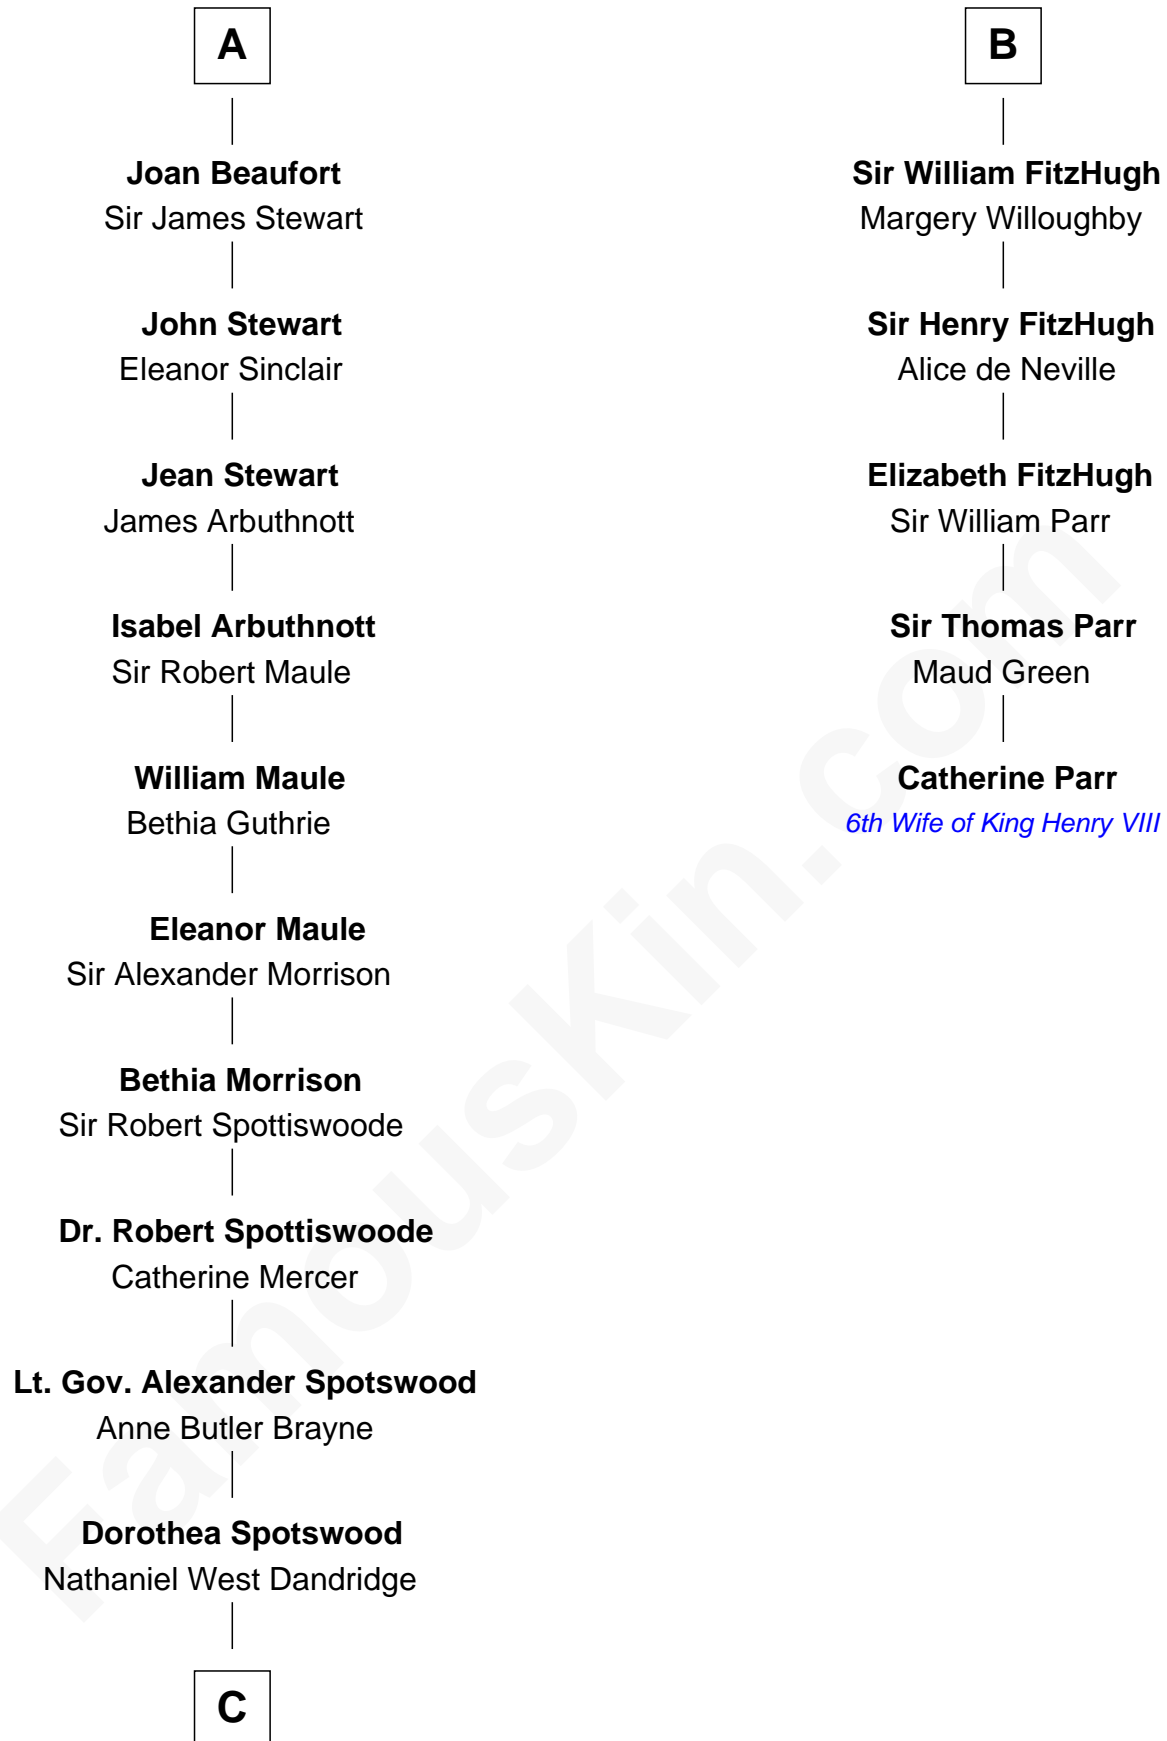 A
Joan Beaufort
Sir James Stewart
John Stewart
Eleanor Sinclair
Jean Stewart
James Arbuthnott
Isabel Arbuthnott
Sir Robert Maule
William Maule
Bethia Guthrie
Eleanor Maule
Sir Alexander Morrison
Bethia Morrison
Sir Robert Spottiswoode
Dr. Robert Spottiswoode
Catherine Mercer
Lt. Gov. Alexander Spotswood
Anne Butler Brayne
Dorothea Spotswood
Nathaniel West Dandridge
C
B
Sir William FitzHugh
Margery Willoughby
Sir Henry FitzHugh
Alice de Neville
Elizabeth FitzHugh
Sir William Parr
Sir Thomas Parr
Maud Green
Catherine Parr
6th Wife of King Henry VIII
FamousKin.com